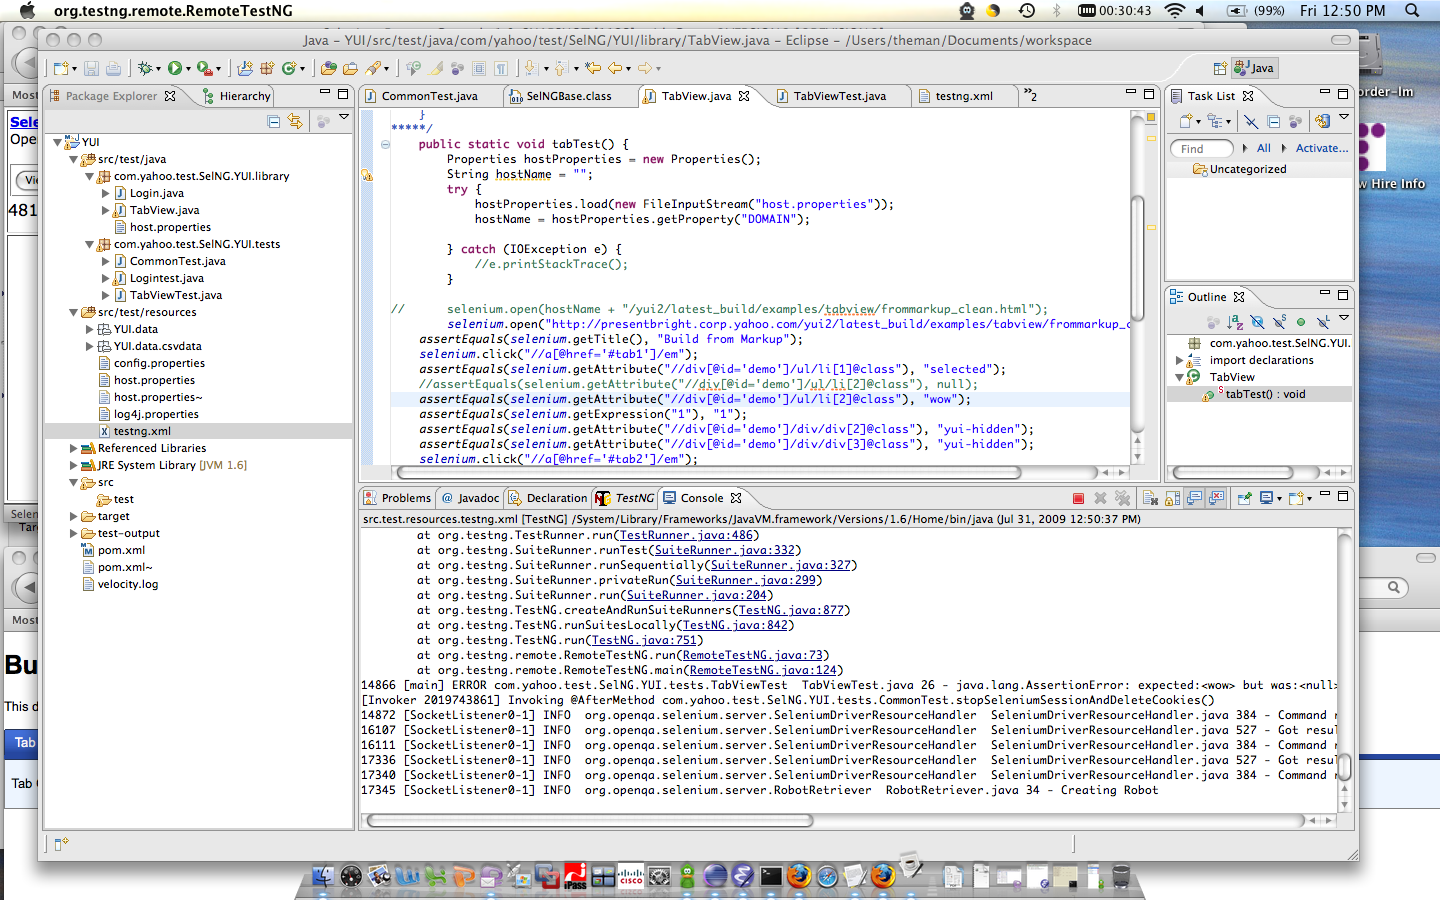 org.testng.remote.RemoteTestNG
00:30:43
(99%)
Fri 12:50 PM
Java – YUI/src/test/java/com/yahoo/test/SelNG/YUI/library/TabView.java – Eclipse – /Users/theman/Documents/workspace
Java
Most
Sele
Ope
481
Selen
Package Explorer
Hierarchy
YUI
src/test/java
com.yahoo.test.SelNG.YUI.library
Login.java
TabView.java
host.properties
com.yahoo.test.SelNG.YUI.tests
CommonTest.java
Logintest.java
TabViewTest.java
src/test/resources
YUI.data
YUI.data.csvdata
config.properties
host.properties
host.properties~
log4j.properties
testng.xml
Referenced Libraries
JRE System Library [JVM 1.6]
src
test
target
test-output
pom.xml
pom.xml~
velocity.log
CommonTest.java
SelNGBase.class
TabView.java
TabViewTest.java
testng.xml
»2
}
*****/
public static void tabTest() {
Properties hostProperties = new Properties();
String hostName = "";
try {
hostProperties.load(new FileInputStream("host.properties"));
hostName = hostProperties.getProperty("DOMAIN");
} catch (IOException e) {
//e.printStackTrace();
}
// selenium.open(hostName + "/yui2/latest_build/examples/tabview/frommarkup_clean.html");
selenium.open("http://presentbright.corp.yahoo.com/yui2/latest_build/examples/tabview/frommarkup_c
assertEquals(selenium.getTitle(), "Build from Markup");
selenium.click("//a[@href='#tab1']/em");
assertEquals(selenium.getAttribute("//div[@id='demo']/ul/li[1]@class"), "selected");
//assertEquals(selenium.getAttribute("//div[@id='demo']/ul/li[2]@class"), null);
assertEquals(selenium.getAttribute("//div[@id='demo']/ul/li[2]@class"), "wow");
assertEquals(selenium.getExpression("1"), "1");
assertEquals(selenium.getAttribute("//div[@id='demo']/div/div[2]@class"), "yui-hidden");
assertEquals(selenium.getAttribute("//div[@id='demo']/div/div[3]@class"), "yui-hidden");
selenium.click("//a[@href='#tab2']/em");
Task List
Find
All
Activate...
Uncategorized
Outline
com.yahoo.test.SelNG.YUI.
import declarations
TabView
tabTest() : void
order-lm
w Hire Info
Problems
Javadoc
Declaration
TestNG
Console
src.test.resources.testng.xml [TestNG] /System/Library/Frameworks/JavaVM.framework/Versions/1.6/Home/bin/java (Jul 31, 2009 12:50:37 PM)
at org.testng.TestRunner.run(TestRunner.java:486)
at org.testng.SuiteRunner.runTest(SuiteRunner.java:332)
at org.testng.SuiteRunner.runSequentially(SuiteRunner.java:327)
at org.testng.SuiteRunner.privateRun(SuiteRunner.java:299)
at org.testng.SuiteRunner.run(SuiteRunner.java:204)
at org.testng.TestNG.createAndRunSuiteRunners(TestNG.java:877)
at org.testng.TestNG.runSuitesLocally(TestNG.java:842)
at org.testng.TestNG.run(TestNG.java:751)
at org.testng.remote.RemoteTestNG.run(RemoteTestNG.java:73)
at org.testng.remote.RemoteTestNG.main(RemoteTestNG.java:124)
14866 [main] ERROR com.yahoo.test.SelNG.YUI.tests.TabViewTest  TabViewTest.java 26 - java.lang.AssertionError: expected:<wow> but was:<null>
[Invoker 2019743861] Invoking @AfterMethod com.yahoo.test.SelNG.YUI.tests.CommonTest.stopSeleniumSessionAndDeleteCookies()
14872 [SocketListener0-1] INFO  org.openqa.selenium.server.SeleniumDriverResourceHandler  SeleniumDriverResourceHandler.java 384 - Command r
16107 [SocketListener0-1] INFO  org.openqa.selenium.server.SeleniumDriverResourceHandler  SeleniumDriverResourceHandler.java 527 - Got resul
16111 [SocketListener0-1] INFO  org.openqa.selenium.server.SeleniumDriverResourceHandler  SeleniumDriverResourceHandler.java 384 - Command r
17336 [SocketListener0-1] INFO  org.openqa.selenium.server.SeleniumDriverResourceHandler  SeleniumDriverResourceHandler.java 527 - Got resul
17340 [SocketListener0-1] INFO  org.openqa.selenium.server.SeleniumDriverResourceHandler  SeleniumDriverResourceHandler.java 384 - Command r
17345 [SocketListener0-1] INFO  org.openqa.selenium.server.RobotRetriever  RobotRetriever.java 34 - Creating Robot
Most
Bu
This d
Tab
Tab
iPass
CISCO